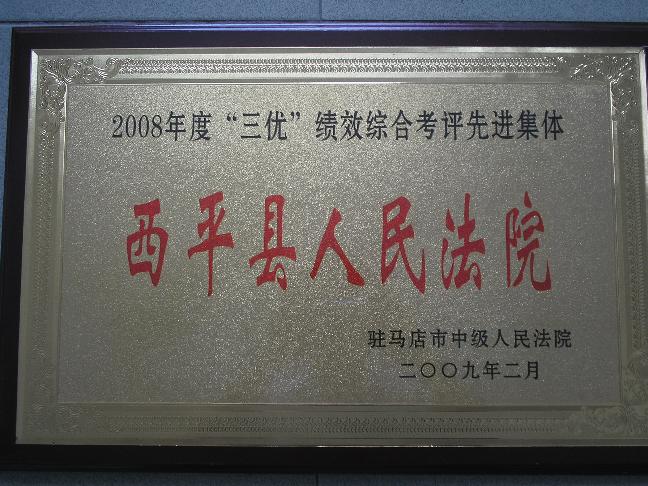 2008年度“三优”绩效综合考评先进集体
西平县人民法院
驻马店市中级人民法院
二〇〇九年二月